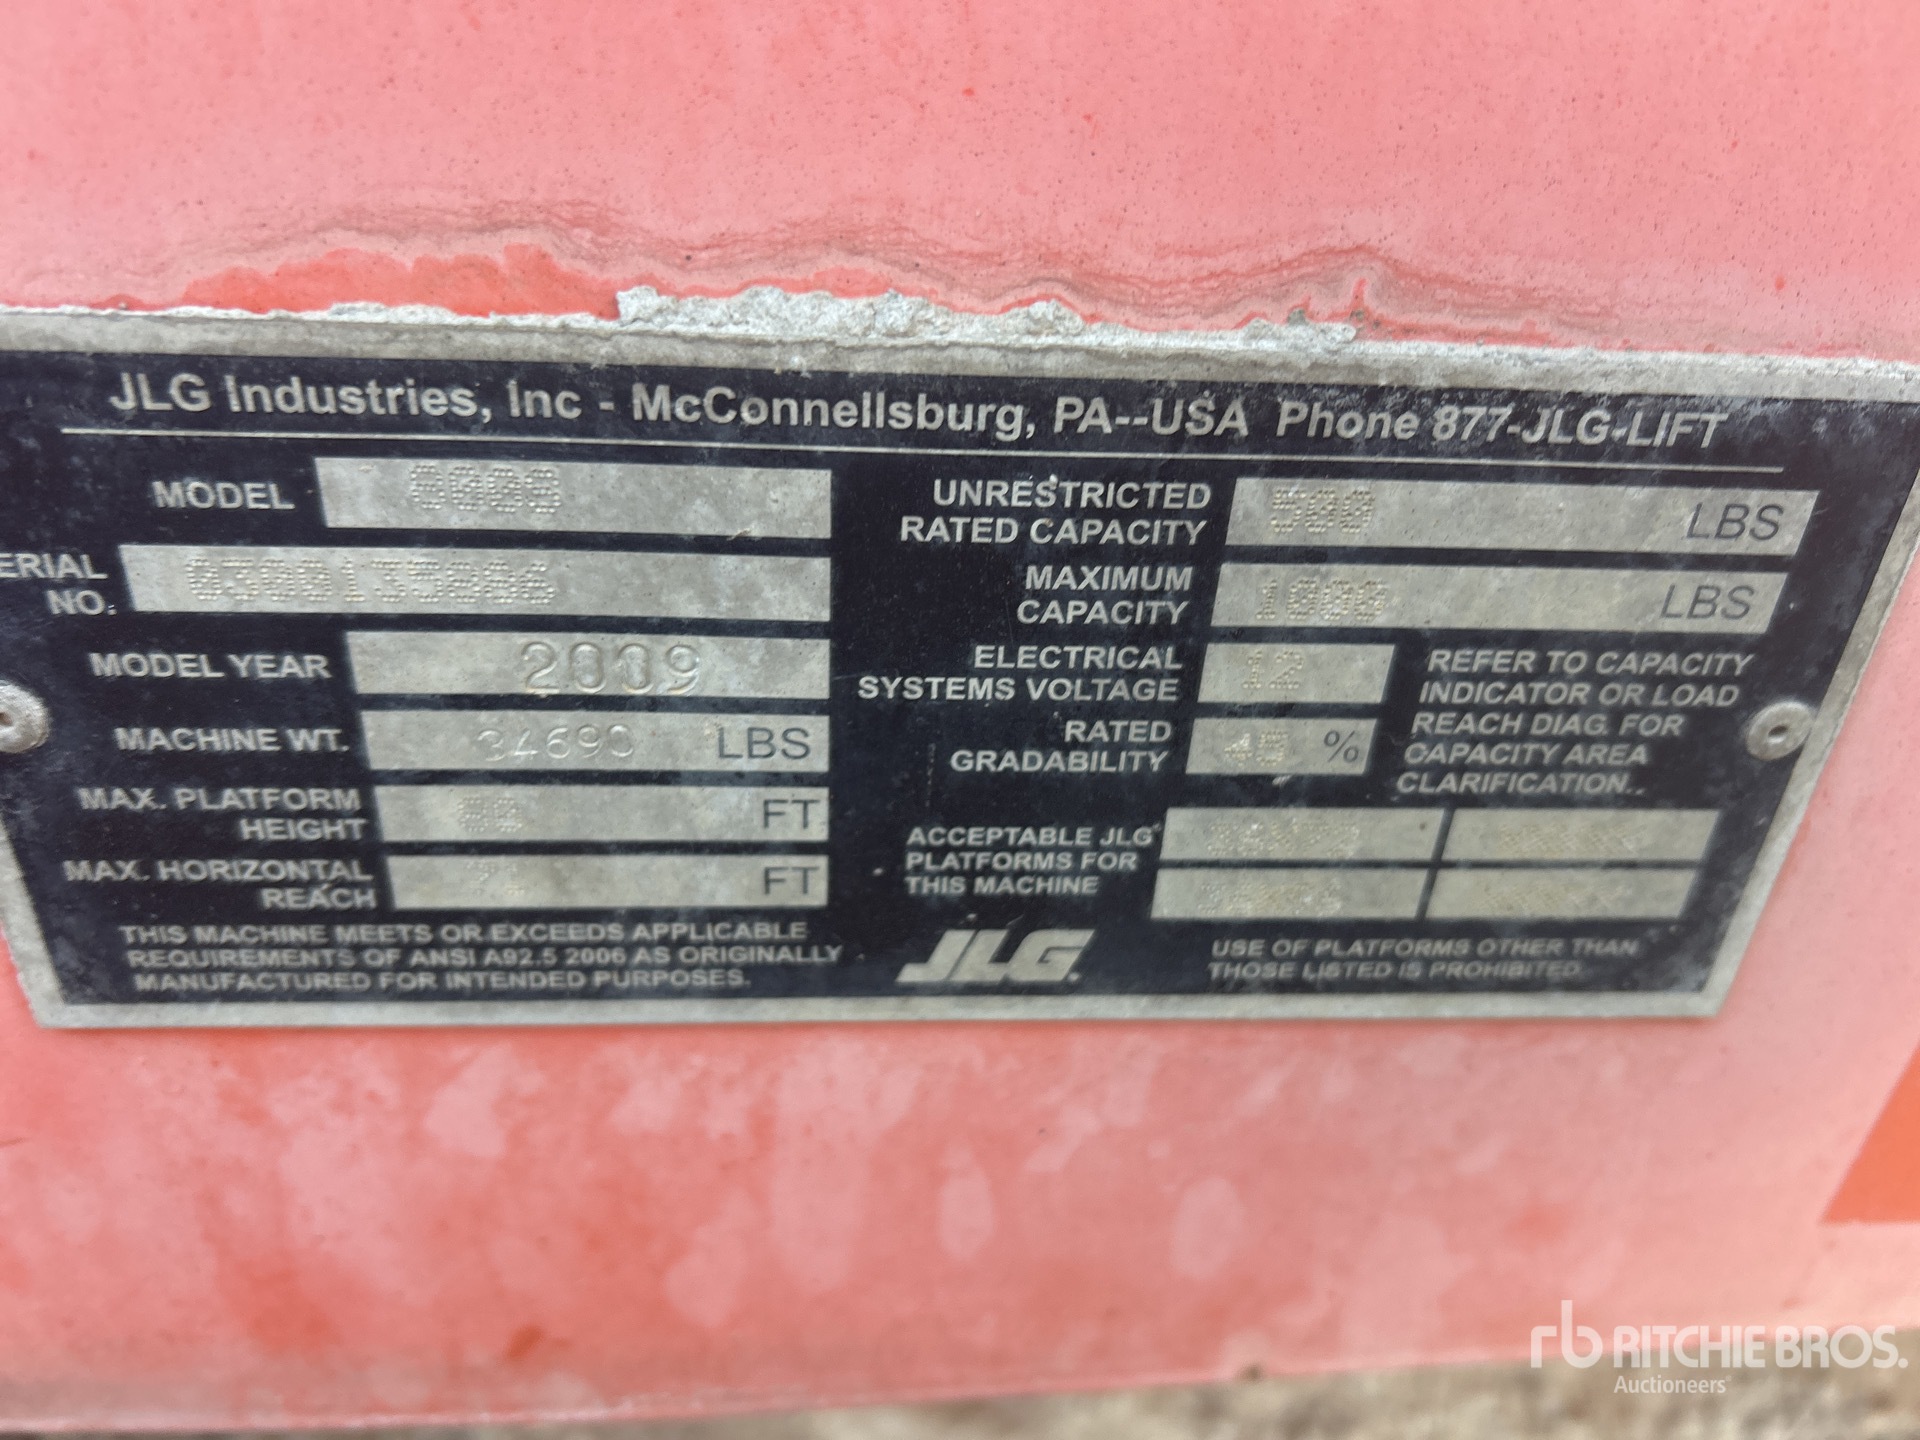 JLG Industries, Inc - McConnellsburg, PA--USA Phone 877-JLG-LIFT
MODEL
ERIAL
NO.
MODEL YEAR 2009
MACHINE WT. 34690 LBS
MAX. PLATFORM
HEIGHT FT
MAX. HORIZONTAL
REACH FT
THIS MACHINE MEETS OR EXCEEDS APPLICABLE
REQUIREMENTS OF ANSI A92.5 2006 AS ORIGINALLY
MANUFACTURED FOR INTENDED PURPOSES.
UNRESTRICTED
RATED CAPACITY 500 LBS
MAXIMUM
CAPACITY 1000 LBS
ELECTRICAL
SYSTEMS VOLTAGE 12
RATED
GRADABILITY %
REFER TO CAPACITY
INDICATOR OR LOAD
REACH DIAG. FOR
CAPACITY AREA
CLARIFICATION..
ACCEPTABLE JLG
PLATFORMS FOR
THIS MACHINE
JLG
USE OF PLATFORMS OTHER THAN
THOSE LISTED IS PROHIBITED.
rb RITCHIE BROS.
Auctioneers